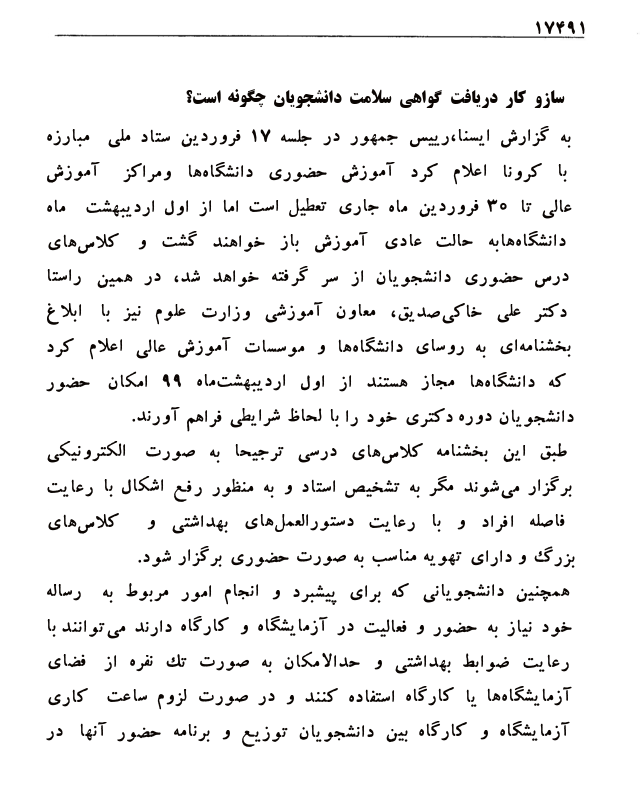 ۱۷۴۹۱
سازو کار دریافت گواهی سلامت دانشجویان چگونه است؟
به گزارش ایسنا،رییس جمهور در جلسه ۱۷ فروردین ستاد ملی مبارزه
با کرونا اعلام کرد آموزش حضوری دانشگاه‌ها ومراکز آموزش
عالی تا ۳۰ فروردین ماه جاری تعطیل است اما از اول اردیبهشت ماه
دانشگاه‌هابه حالت عادی آموزش باز خواهند گشت و کلاس‌های
درس حضوری دانشجویان از سر گرفته خواهد شد، در همین راستا
دکتر علی خاکی‌صدیق، معاون آموزشی وزارت علوم نیز با ابلاغ
بخشنامه‌ای به روسای دانشگاه‌ها و موسسات آموزش عالی اعلام کرد
که دانشگاه‌ها مجاز هستند از اول اردیبهشت‌ماه ۹۹ امکان حضور
دانشجویان دوره دکتری خود را با لحاظ شرایطی فراهم آورند.
طبق این بخشنامه کلاس‌های درسی ترجیحا به صورت الکترونیکی
برگزار می‌شوند مگر به تشخیص استاد و به منظور رفع اشکال با رعایت
فاصله افراد و با رعایت دستورالعمل‌های بهداشتی و کلاس‌های
بزرگ و دارای تهویه مناسب به صورت حضوری برگزار شود.
همچنین دانشجویانی که برای پیشبرد و انجام امور مربوط به رساله
خود نیاز به حضور و فعالیت در آزمایشگاه و کارگاه دارند می‌توانند با
رعایت ضوابط بهداشتی و حدالامکان به صورت تك نفره از فضای
آزمایشگاه‌ها یا کارگاه استفاده کنند و در صورت لزوم ساعت کاری
آزمایشگاه و کارگاه بین دانشجویان توزیع و برنامه حضور آنها در